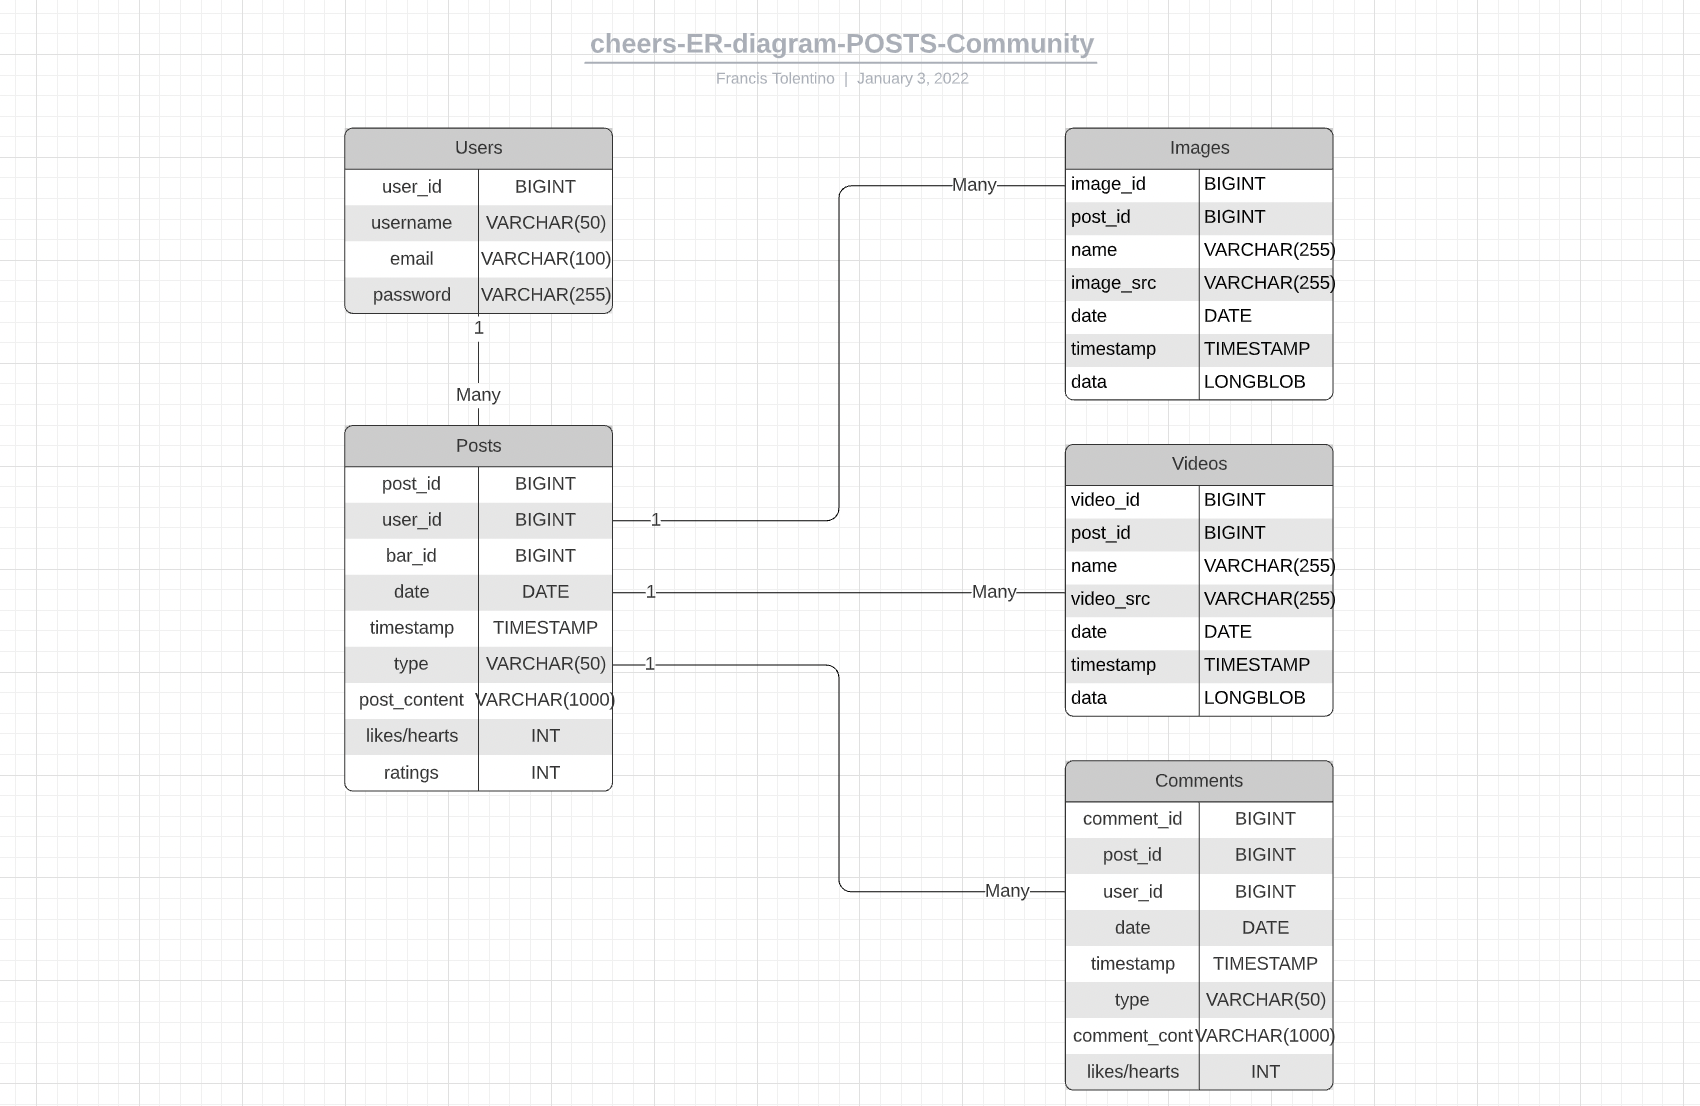 cheers-ER-diagram-POSTS-Community
Francis Tolentino | January 3, 2022
Users
user_id BIGINT
username VARCHAR(50)
email VARCHAR(100)
password VARCHAR(255)
1
Many
Posts
post_id BIGINT
user_id BIGINT
bar_id BIGINT
date DATE
timestamp TIMESTAMP
type VARCHAR(50)
post_content VARCHAR(1000)
likes/hearts INT
ratings INT
1
Many
1
Many
1
Many
Images
image_id BIGINT
post_id BIGINT
name VARCHAR(255)
image_src VARCHAR(255)
date DATE
timestamp TIMESTAMP
data LONGBLOB
Videos
video_id BIGINT
post_id BIGINT
name VARCHAR(255)
video_src VARCHAR(255)
date DATE
timestamp TIMESTAMP
data LONGBLOB
Comments
comment_id BIGINT
post_id BIGINT
user_id BIGINT
date DATE
timestamp TIMESTAMP
type VARCHAR(50)
comment_cont VARCHAR(1000)
likes/hearts INT